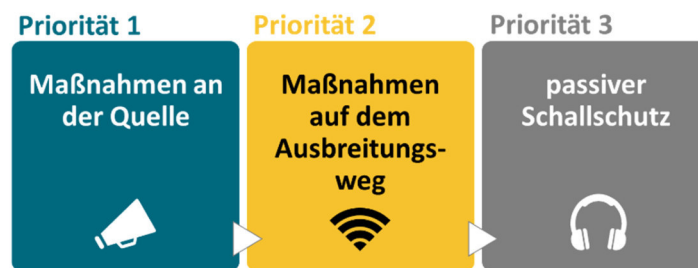 Priorität 1
Maßnahmen an
der Quelle
Priorität 2
Maßnahmen
auf dem
Ausbreitungs-
weg
Priorität 3
passiver
Schallschutz